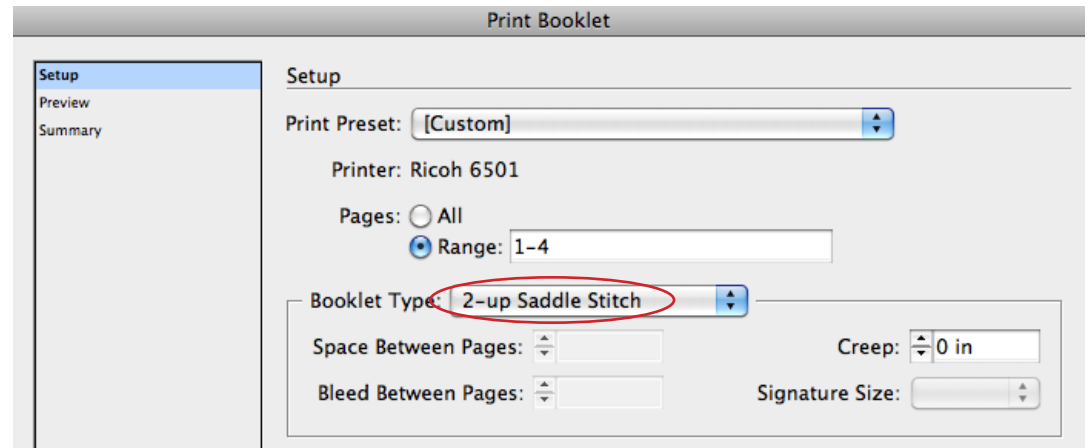 Print Booklet
Setup
Preview
Summary
Setup
Print Preset: [Custom]
Printer: Ricoh 6501
Pages: All
Range: 1-4
Booklet Type: 2-up Saddle Stitch
Space Between Pages: Creep: 0 in
Bleed Between Pages: Signature Size: